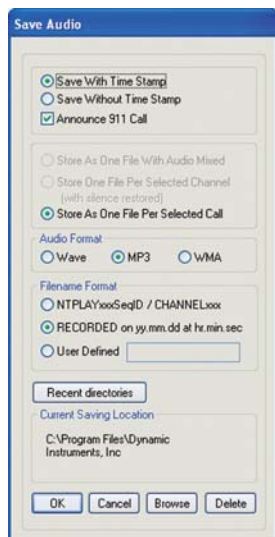 Save Audio
Save With Time Stamp
Save Without Time Stamp
Announce 911 Call
Store As One File With Audio Mixed
Store One File Per Selected Channel
(with silence restored)
Store As One File Per Selected Call
Audio Format
Wave MP3 WMA
Filename Format
NTPLAYxxxSeqID / CHANNELxxx
RECORDED on yy.mm.dd at hr.min.sec
User Defined
Recent directories
Current Saving Location
C:\Program Files\Dynamic
Instruments, Inc
OK Cancel Browse Delete